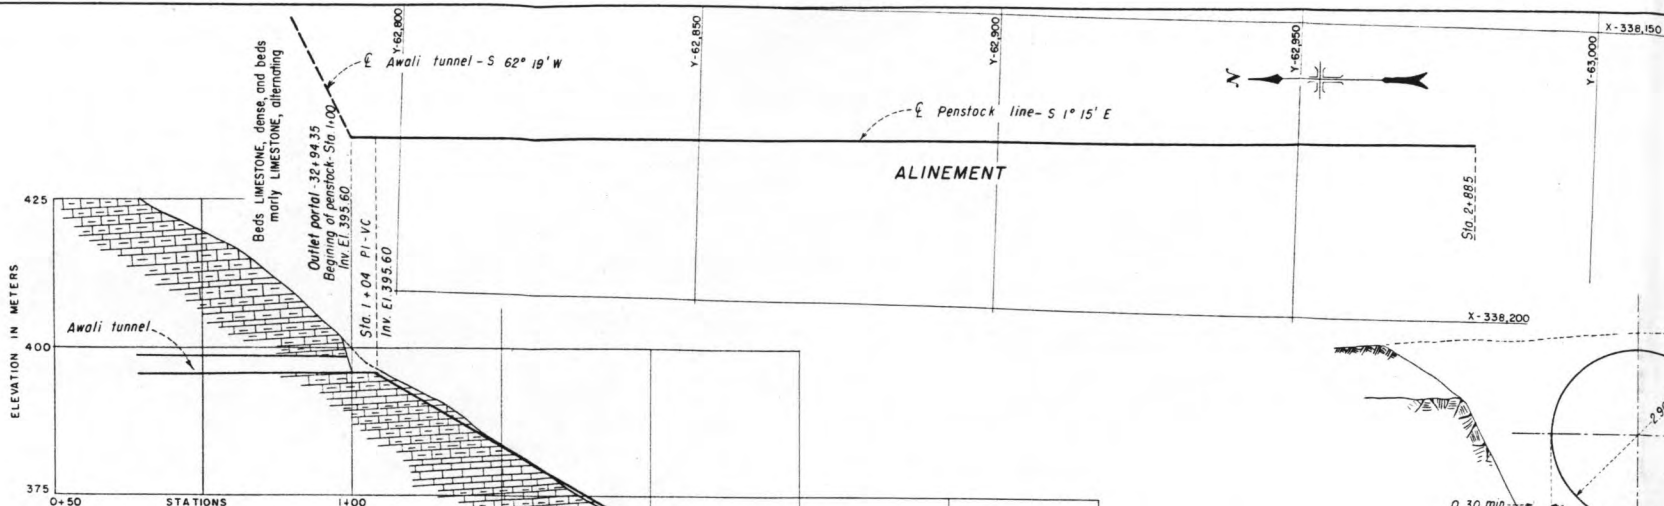 Y-62,800
Y-62,850
Y-62,900
Y-62,950
Y-63,000
X-338,150
℄ Awali tunnel - S 62° 19' W
N
℄ Penstock line - S 1° 15' E
ALINEMENT
Beds LIMESTONE, dense, and beds
marly LIMESTONE, alternating
Outlet portal - 32+94.35
Begining of penstock - Sta. 1+00
Inv. El. 395.60
Sta. 1+04 PI-VC
Inv. El. 395.60
Sta. 2+88.5
X-338,200
425
400
375
ELEVATION IN METERS
Awali tunnel
0+50
STATIONS
1+00
0.30 min.